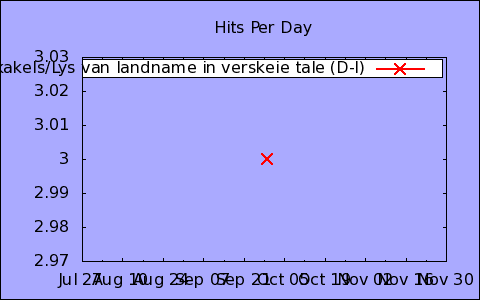 Hits Per Day
3.03
van landname in verskeie tale (D-I)
3.02
3.01
3
2.99
2.98
2.97
Jul 27 Aug 10 Aug 24 Sep 07 Sep 21 Oct 05 Oct 19 Nov 02 Nov 16 Nov 30